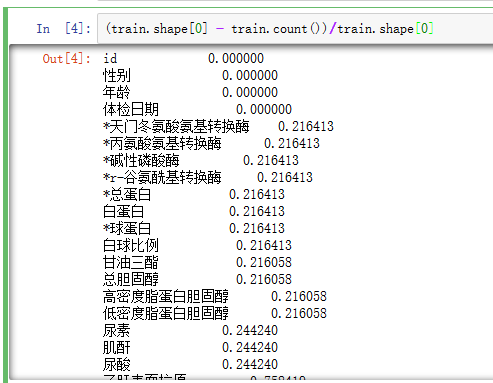 In [4]: (train.shape[0] - train.count())/train.shape[0]
Out[4]: id 0.000000
性别 0.000000
年龄 0.000000
体检日期 0.000000
*天门冬氨酸氨基转换酶 0.216413
*丙氨酸氨基转换酶 0.216413
*碱性磷酸酶 0.216413
*r-谷氨酰基转换酶 0.216413
*总蛋白 0.216413
白蛋白 0.216413
*球蛋白 0.216413
白球比例 0.216413
甘油三酯 0.216058
总胆固醇 0.216058
高密度脂蛋白胆固醇 0.216058
低密度脂蛋白胆固醇 0.216058
尿素 0.244240
肌酐 0.244240
尿酸 0.244240